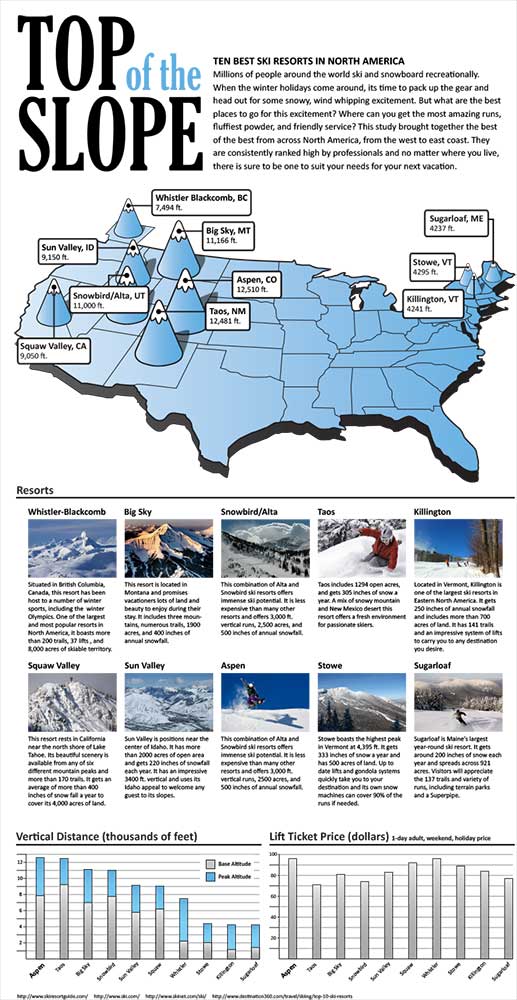 TOP
of the
SLOPE
TEN BEST SKI RESORTS IN NORTH AMERICA
Millions of people around the world ski and snowboard recreationally.
When the winter holidays come around, its time to pack up the gear and
head out for some snowy, wind whipping excitement. But what are the best
places to go for this excitement? Where can you get the most amazing runs,
fluffiest powder, and friendly service? This study brought together the best
of the best from across North America, from the west to east coast. They
are consistently ranked high by professionals and no matter where you live,
there is sure to be one to suit your needs for your next vacation.
Whistler Blackcomb, BC
7,494 ft.
Big Sky, MT
11,166 ft.
Sugarloaf, ME
4237 ft.
Sun Valley, ID
9,150 ft.
Stowe, VT
4295 ft.
Aspen, CO
12,510 ft.
Snowbird/Alta, UT
11,000 ft.
Killington, VT
4241 ft.
Taos, NM
12,481 ft.
Squaw Valley, CA
9,050 ft.
Resorts
Whistler-Blackcomb
Situated in British Columbia,
Canada, this resort has been
host to a number of winter
sports, including the winter
Olympics. One of the largest
and most popular resorts in
North America, it boasts more
than 200 trails, 37 lifts , and
8,000 acres of skiable territory.
Big Sky
This resort is located in
Montana and promises
vacationers lots of land and
beauty to enjoy during their
stay. It includes three moun-
tains, numerous trails, 1900
acres, and 400 inches of
annual snowfall.
Snowbird/Alta
This combination of Alta and
Snowbird ski resorts offers
immense ski potential. It is less
expensive than many other
resorts and offers 3,000 ft.
vertical runs, 2,500 acres, and
500 inches of annual snowfall.
Taos
Taos includes 1294 open acres,
and gets 305 inches of snow a
year. A mix of snowy mountain
and New Mexico desert this
resort offers a fresh environment
for passionate skiers.
Killington
Located in Vermont, Killington is
one of the largest ski resorts in
Eastern North America. It gets
250 inches of annual snowfall
and includes more than 700
acres of land. It has 141 trails
and an impressive system of lifts
to carry you to any destination
you desire.
Squaw Valley
This resort rests in California
near the north shore of Lake
Tahoe. Its beautiful scenery is
available from any of six
different mountain peaks and
more than 170 trails. It gets an
average of more than 400
inches of snow fall a year to
cover its 4,000 acres of land.
Sun Valley
Sun Valley is positions near the
center of Idaho. It has more
than 2000 acres of open area
and gets 220 inches of snowfall
each year. It has an impressive
3400 ft. vertical and uses its
Idaho appeal to welcome any
guest to its slopes.
Aspen
This combination of Alta and
Snowbird ski resorts offers
immense ski potential. It is less
expensive than many other
resorts and offers 3,000 ft.
vertical runs, 2500 acres, and
500 inches of annual snowfall.
Stowe
Stowe boasts the highest peak
in Vermont at 4,395 ft. It gets
333 inches of snow a year and
has 500 acres of land. Up to
date lifts and gondola systems
quickly take you to your
destination and its own snow
machines can cover 90% of the
runs if needed.
Sugarloaf
Sugarloaf is Maine's largest
year-round ski resort. It gets
around 200 inches of snow each
year and spreads across 921
acres. Visitors will appreciate
the 137 trails and variety of
runs, including terrain parks
and a Superpipe.
Vertical Distance (thousands of feet)
12
10
8
6
4
2
Base Altitude
Peak Altitude
Aspen
Taos
Big Sky
Snowbird
Sun Valley
Squaw
Whistler
Stowe
Killington
Sugarloaf
Lift Ticket Price (dollars) 1-day adult, weekend, holiday price
100
80
60
40
20
Aspen
Taos
Big Sky
Snowbird
Sun Valley
Squaw
Whistler
Stowe
Killington
Sugarloaf
http://www.skiresortguide.com/ http://www.ski.com/ http://www.skinet.com/ski/ http://www.destination360.com/travel/skiing/top-10-ski-resorts